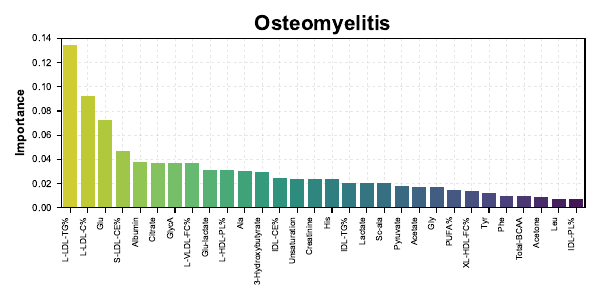 Osteomyelitis
Importance
0.14
0.12
0.10
0.08
0.06
0.04
0.02
0.00
L-LDL-TG%
L-LDL-C%
Glu
S-LDL-CE%
Albumin
Citrate
GlycA
L-VLDL-FC%
Glu-lactate
L-HDL-PL%
Ala
3-Hydroxybutyrate
IDL-CE%
Unsaturation
Creatinine
His
IDL-TG%
Lactate
Sc-ala
Pyruvate
Acetate
Gly
PUFA%
XL-HDL-FC%
Tyr
Phe
Total-BCAA
Acetone
Leu
IDL-PL%